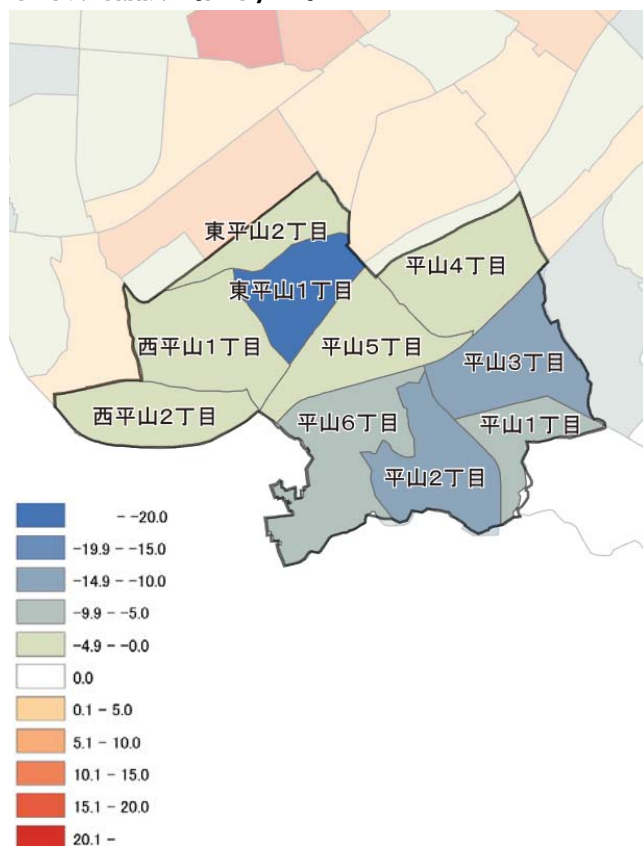 東平山2丁目
平山4丁目
東平山1丁目
西平山1丁目
平山5丁目
平山3丁目
西平山2丁目
平山6丁目
平山1丁目
平山2丁目
- -20.0
-19.9 - -15.0
-14.9 - -10.0
-9.9 - -5.0
-4.9 - -0.0
0.0
0.1 - 5.0
5.1 - 10.0
10.1 - 15.0
15.1 - 20.0
20.1 -